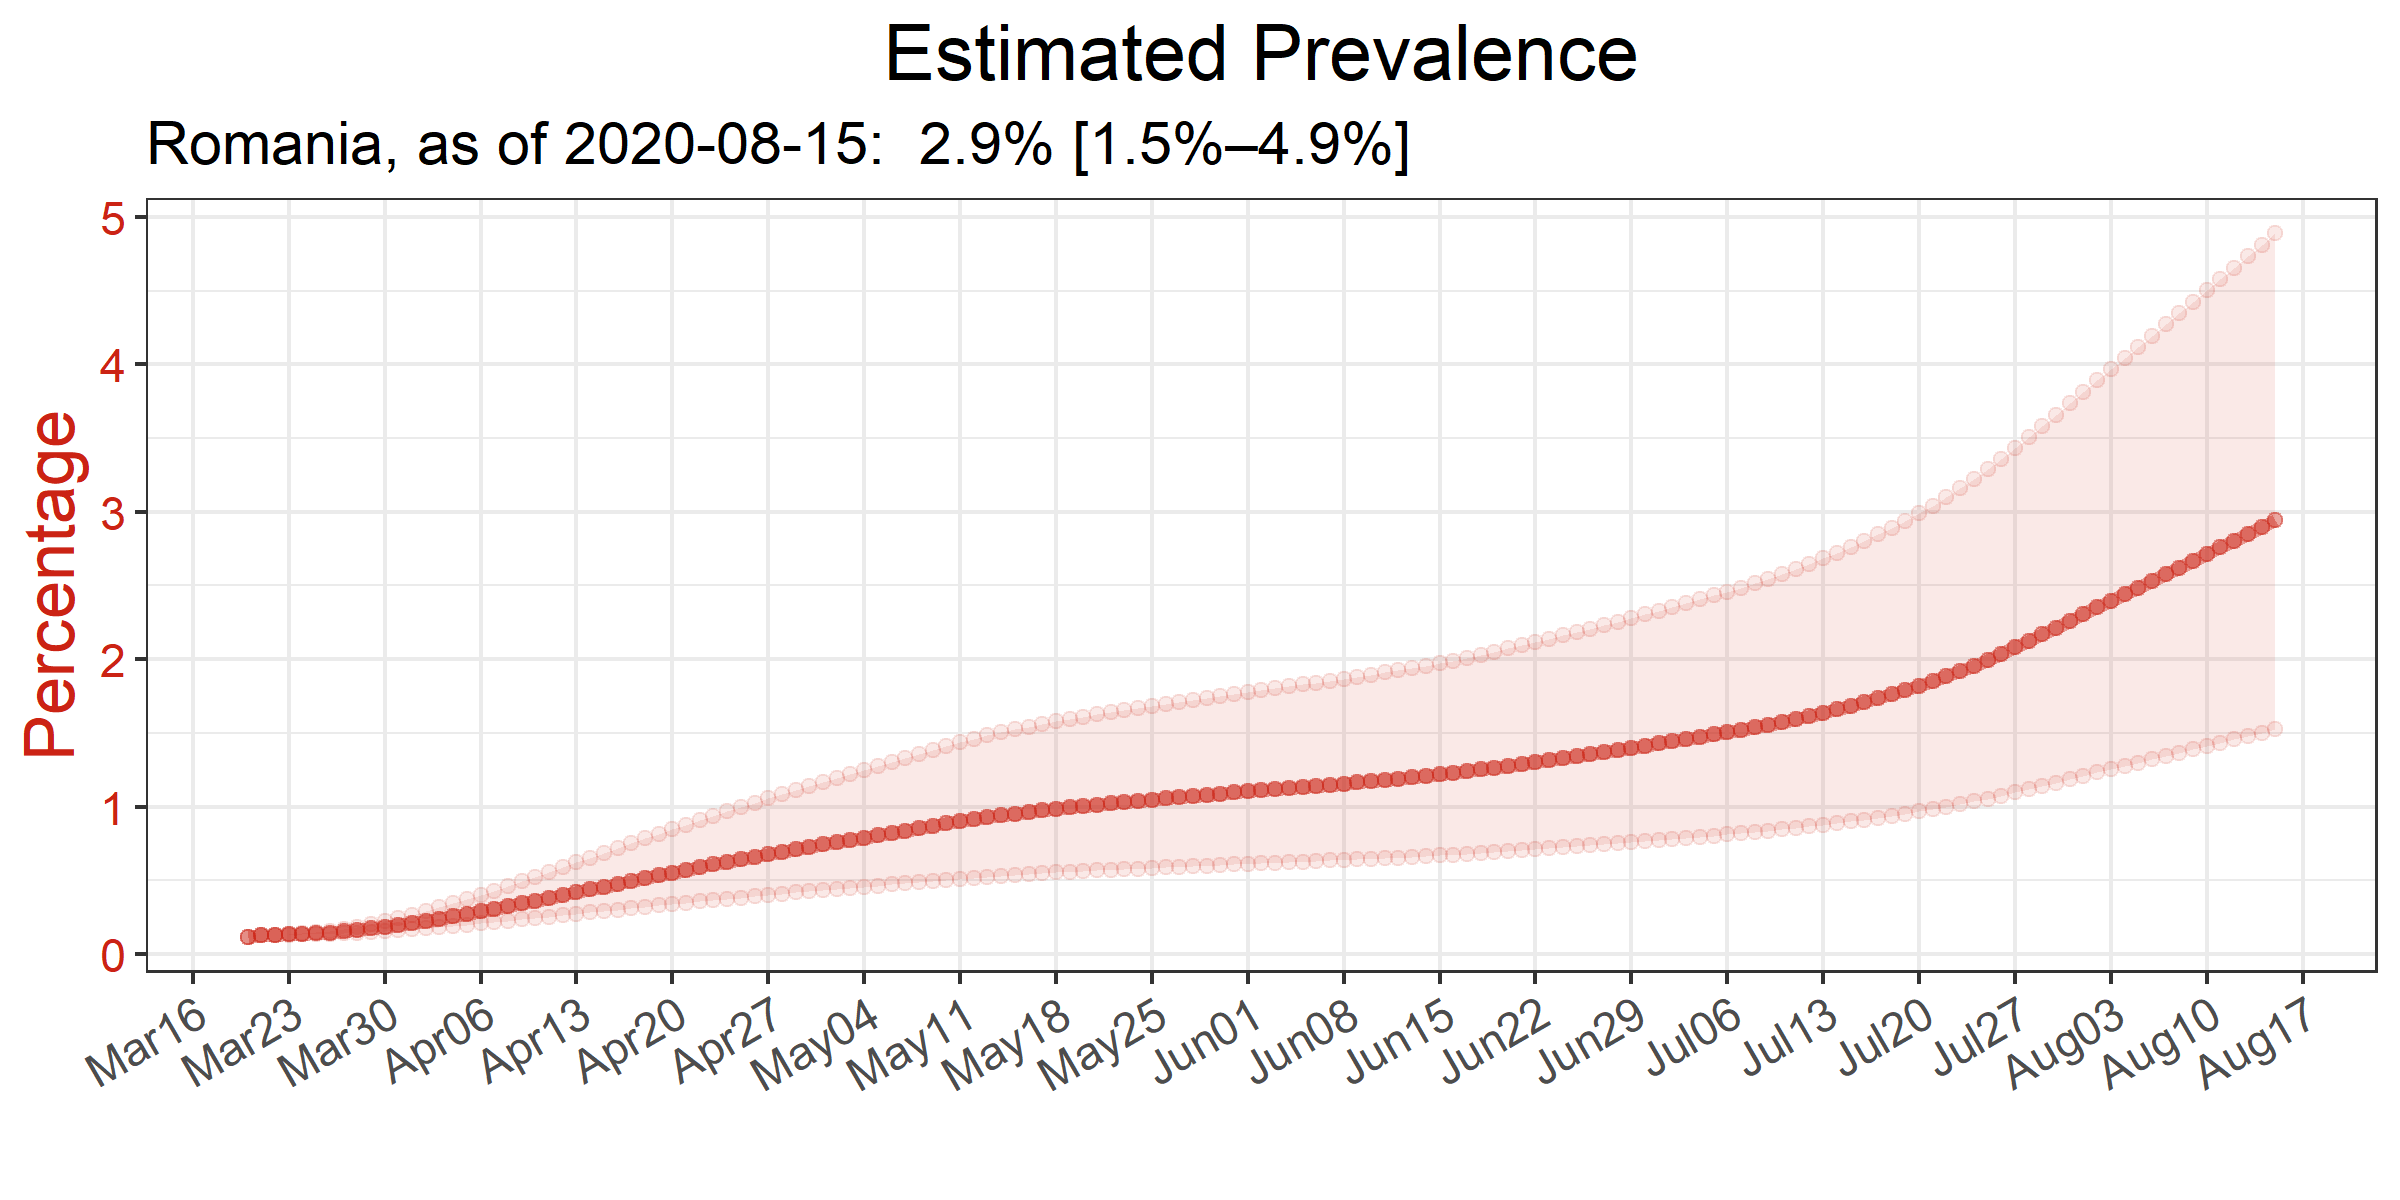 Estimated Prevalence
Romania, as of 2020-08-15:  2.9% [1.5%–4.9%]
Percentage
5
4
3
2
1
0
Mar16
Mar23
Mar30
Apr06
Apr13
Apr20
Apr27
May04
May11
May18
May25
Jun01
Jun08
Jun15
Jun22
Jun29
Jul06
Jul13
Jul20
Jul27
Aug03
Aug10
Aug17